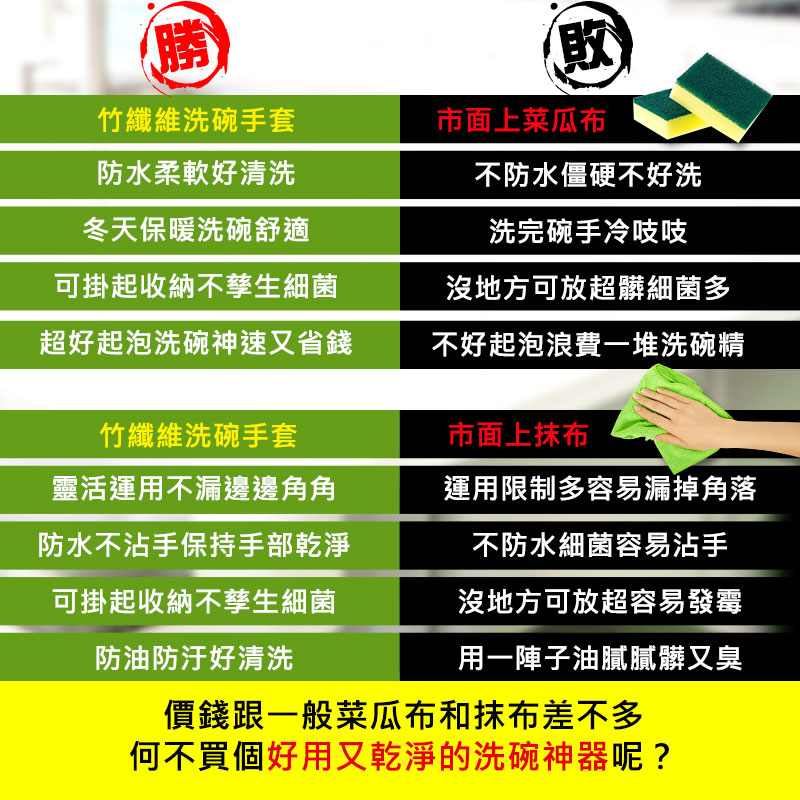 勝
敗
竹纖維洗碗手套
市面上菜瓜布
防水柔軟好清洗
不防水僵硬不好洗
冬天保暖洗碗舒適
洗完碗手冷吱吱
可掛起收納不孳生細菌
沒地方可放超髒細菌多
超好起泡洗碗神速又省錢
不好起泡浪費一堆洗碗精
竹纖維洗碗手套
市面上抹布
靈活運用不漏邊邊角角
運用限制多容易漏掉角落
防水不沾手保持手部乾淨
不防水細菌容易沾手
可掛起收納不孳生細菌
沒地方可放超容易發霉
防油防汙好清洗
用一陣子油膩膩髒又臭
價錢跟一般菜瓜布和抹布差不多
何不買個好用又乾淨的洗碗神器呢？